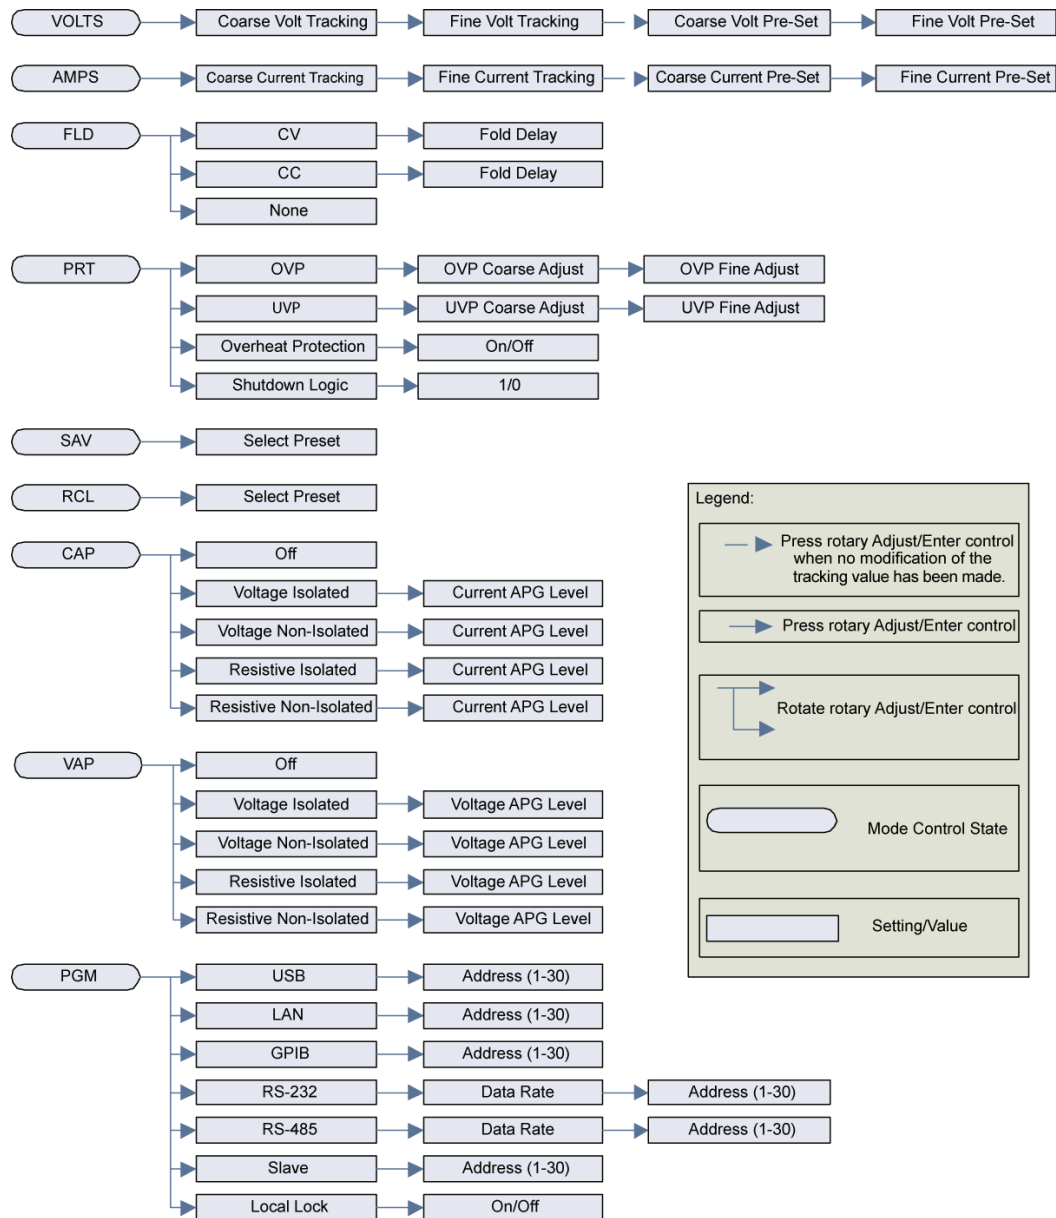 VOLTS
Coarse Volt Tracking
Fine Volt Tracking
Coarse Volt Pre-Set
Fine Volt Pre-Set
AMPS
Coarse Current Tracking
Fine Current Tracking
Coarse Current Pre-Set
Fine Current Pre-Set
FLD
CV
Fold Delay
CC
Fold Delay
None
PRT
OVP
OVP Coarse Adjust
OVP Fine Adjust
UVP
UVP Coarse Adjust
UVP Fine Adjust
Overheat Protection
On/Off
Shutdown Logic
1/0
SAV
Select Preset
RCL
Select Preset
CAP
Off
Voltage Isolated
Current APG Level
Voltage Non-Isolated
Current APG Level
Resistive Isolated
Current APG Level
Resistive Non-Isolated
Current APG Level
VAP
Off
Voltage Isolated
Voltage APG Level
Voltage Non-Isolated
Voltage APG Level
Resistive Isolated
Voltage APG Level
Resistive Non-Isolated
Voltage APG Level
PGM
USB
Address (1-30)
LAN
Address (1-30)
GPIB
Address (1-30)
RS-232
Data Rate
Address (1-30)
RS-485
Data Rate
Address (1-30)
Slave
Address (1-30)
Local Lock
On/Off
Legend:
Press rotary Adjust/Enter control
when no modification of the
tracking value has been made.
Press rotary Adjust/Enter control
Rotate rotary Adjust/Enter control
Mode Control State
Setting/Value